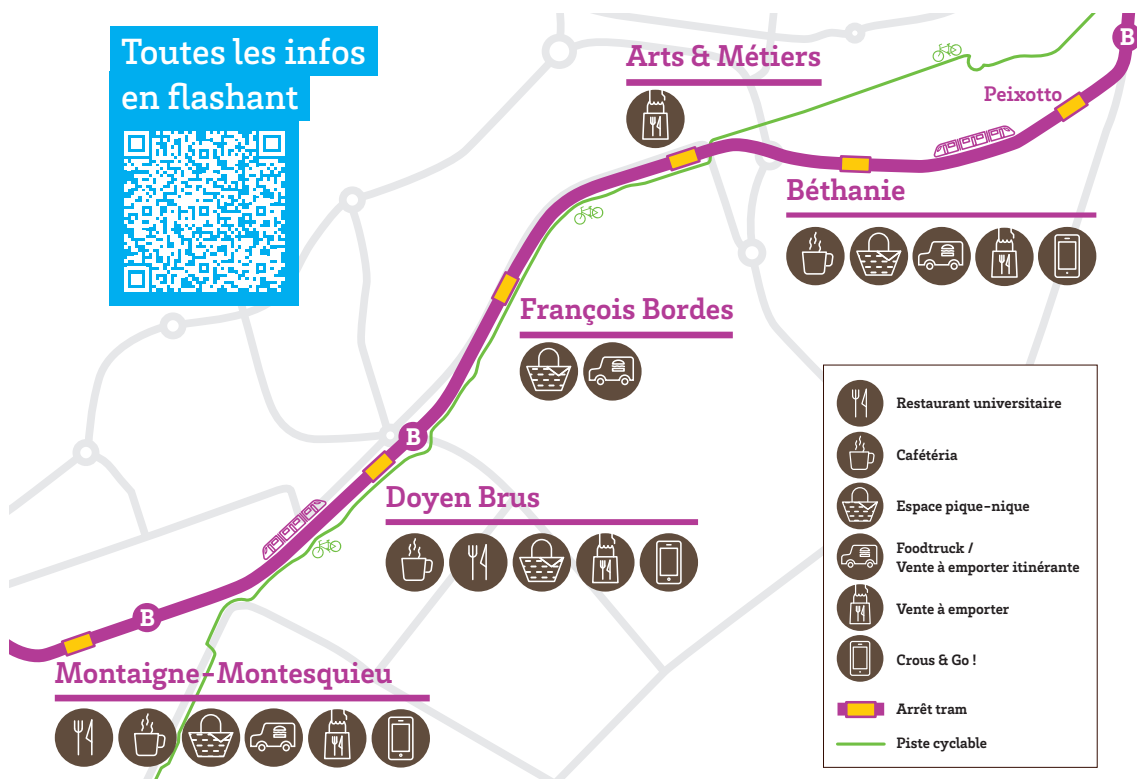 Toutes les infos
en flashant
Arts & Métiers
B
Peixotto
Béthanie
François Bordes
B
Doyen Brus
B
Montaigne-Montesquieu
Restaurant universitaire
Cafétéria
Espace pique-nique
Foodtruck /
Vente à emporter itinérante
Vente à emporter
Crous & Go !
Arrêt tram
Piste cyclable